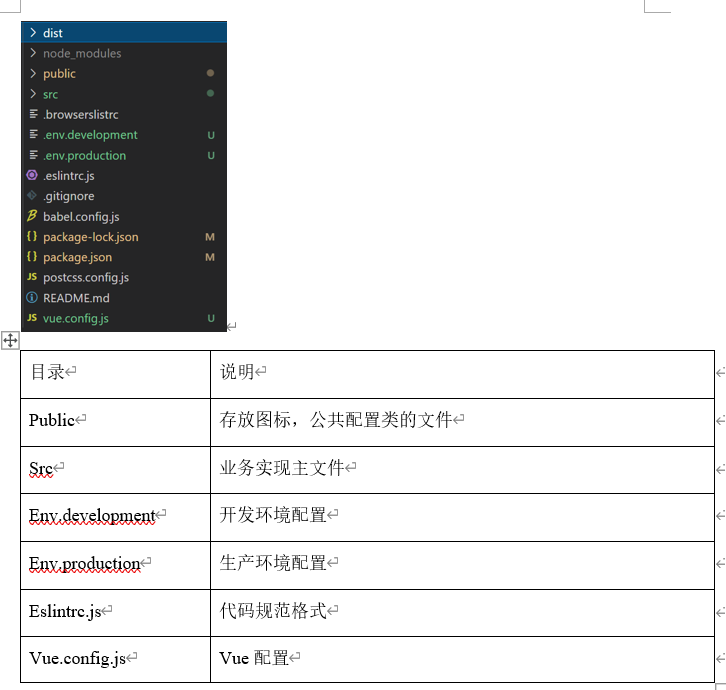 dist
node_modules
public
src
.browserslistrc
.env.development U
.env.production U
.eslintrc.js
.gitignore
babel.config.js
{} package-lock.json M
{} package.json M
JS postcss.config.js
README.md
JS vue.config.js U
目录 说明
Public 存放图标，公共配置类的文件
Src 业务实现主文件
Env.development 开发环境配置
Env.production 生产环境配置
Eslintrc.js 代码规范格式
Vue.config.js Vue 配置